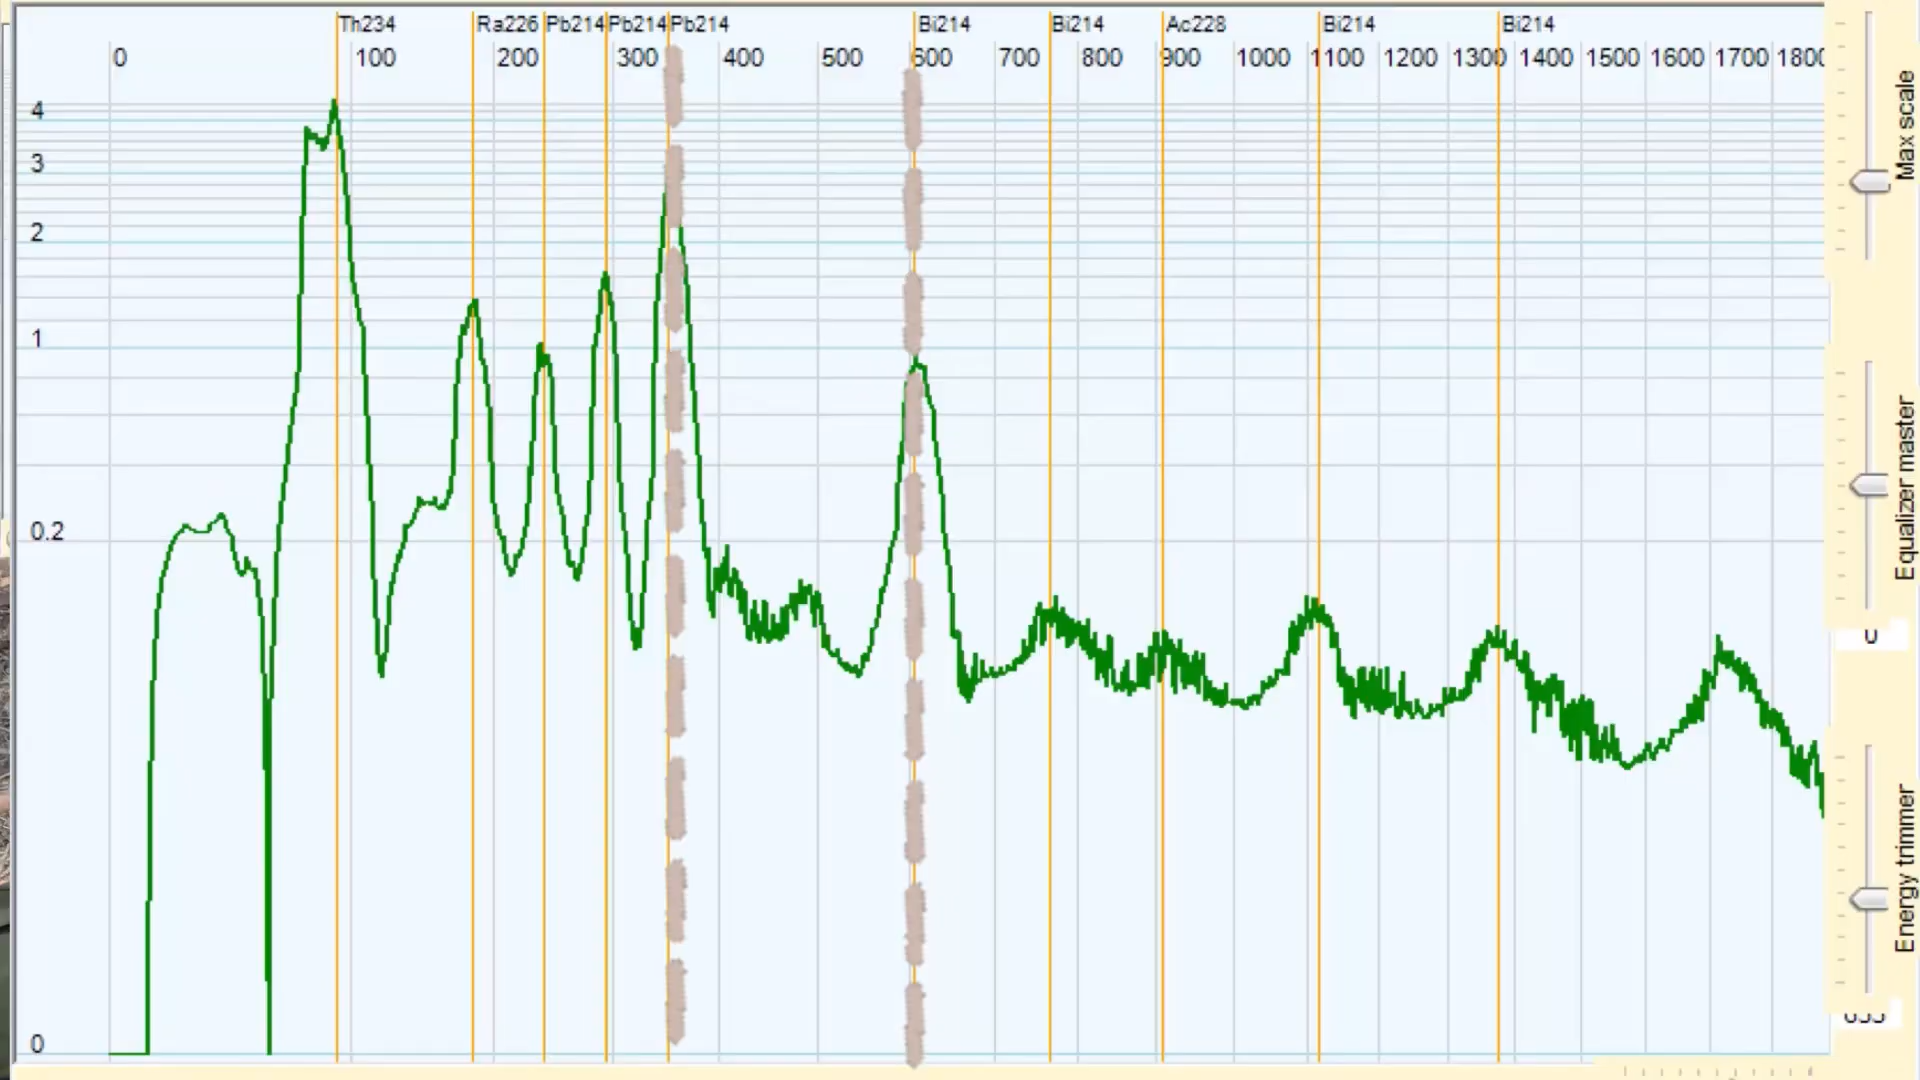 Th234 Ra226 Pb214 Pb214 Pb214 Bi214 Bi214 Ac228 Bi214 Bi214
0 100 200 300 400 500 600 700 800 900 1000 1100 1200 1300 1400 1500 1600 1700 1800
4
3
2
1
0.2
0
Max scale
Equalizer master
0
Energy trimmer